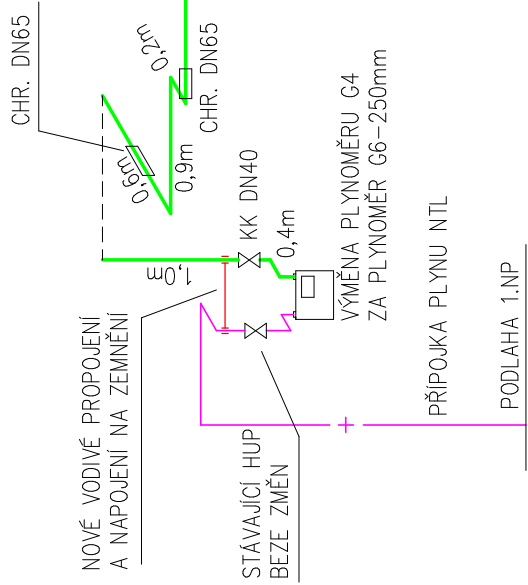 CHR. DN65
0,2m
CHR. DN65
0,6m
0,9m
NOVÉ VODIVÉ PROPOJENÍ
A NAPOJENÍ NA ZEMNĚNÍ
1,0m
KK DN40
0,4m
VÝMĚNA PLYNOMĚRU G4
ZA PLYNOMĚR G6-250mm
STÁVAJÍCÍ HUP
BEZE ZMĚN
PŘÍPOJKA PLYNU NTL
PODLAHA 1.NP